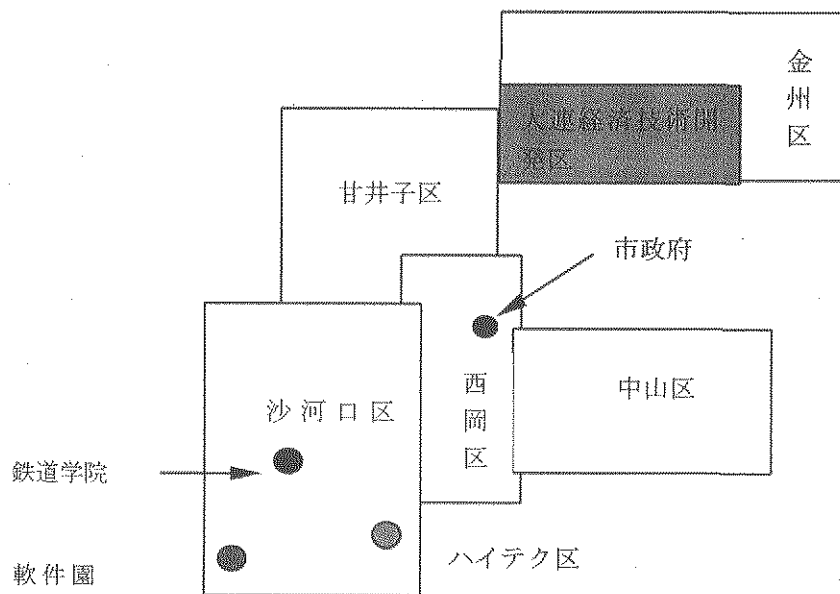 金州区
大連経済技術開
発区
甘井子区
市政府
西岡区
中山区
沙河口区
鉄道学院
ハイテク区
軟件園